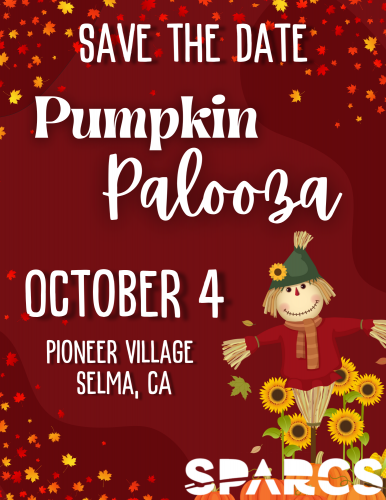 SAVE THE DATE
Pumpkin
Palooza
OCTOBER 4
PIONEER VILLAGE
SELMA, CA
SPARCS